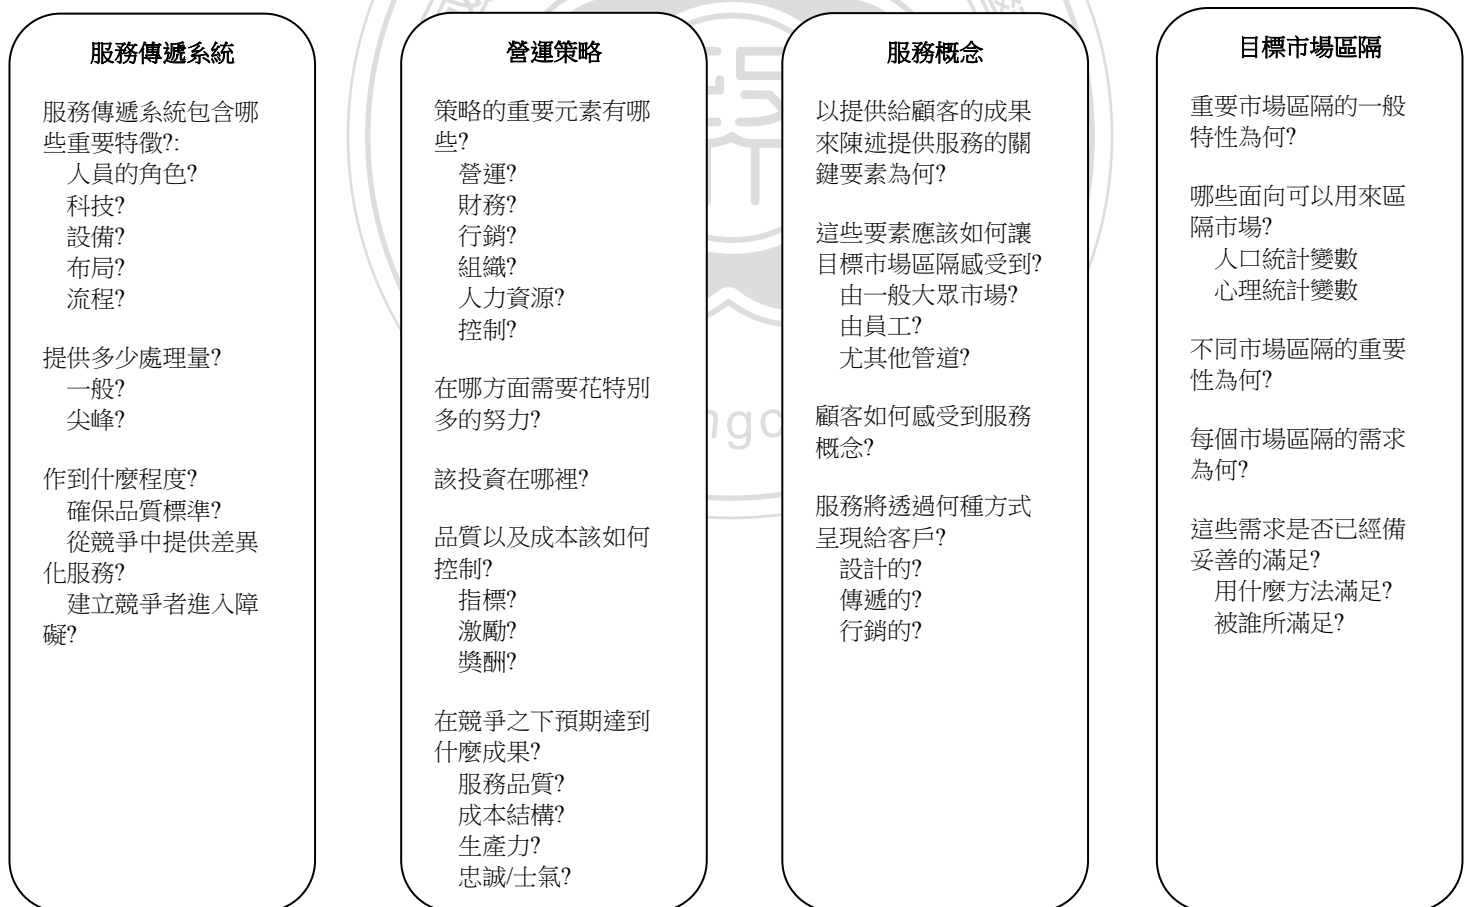 服務傳遞系統
服務傳遞系統包含哪
些重要特徵?:
人員的角色?
科技?
設備?
布局?
流程?
提供多少處理量?
一般?
尖峰?
作到什麼程度?
確保品質標準?
從競爭中提供差異
化服務?
建立競爭者進入障
礙?
營運策略
策略的重要元素有哪
些?
營運?
財務?
行銷?
組織?
人力資源?
控制?
在哪方面需要花特別
多的努力?
該投資在哪裡?
品質以及成本該如何
控制?
指標?
激勵?
獎酬?
在競爭之下預期達到
什麼成果?
服務品質?
成本結構?
生產力?
忠誠/士氣?
服務概念
以提供給顧客的成果
來陳述提供服務的關
鍵要素為何?
這些要素應該如何讓
目標市場區隔感受到?
由一般大眾市場?
由員工?
尤其他管道?
顧客如何感受到服務
概念?
服務將透過何種方式
呈現給客戶?
設計的?
傳遞的?
行銷的?
目標市場區隔
重要市場區隔的一般
特性為何?
哪些面向可以用來區
隔市場?
人口統計變數
心理統計變數
不同市場區隔的重要
性為何?
每個市場區隔的需求
為何?
這些需求是否已經備
妥善的滿足?
用什麼方法滿足?
被誰所滿足?